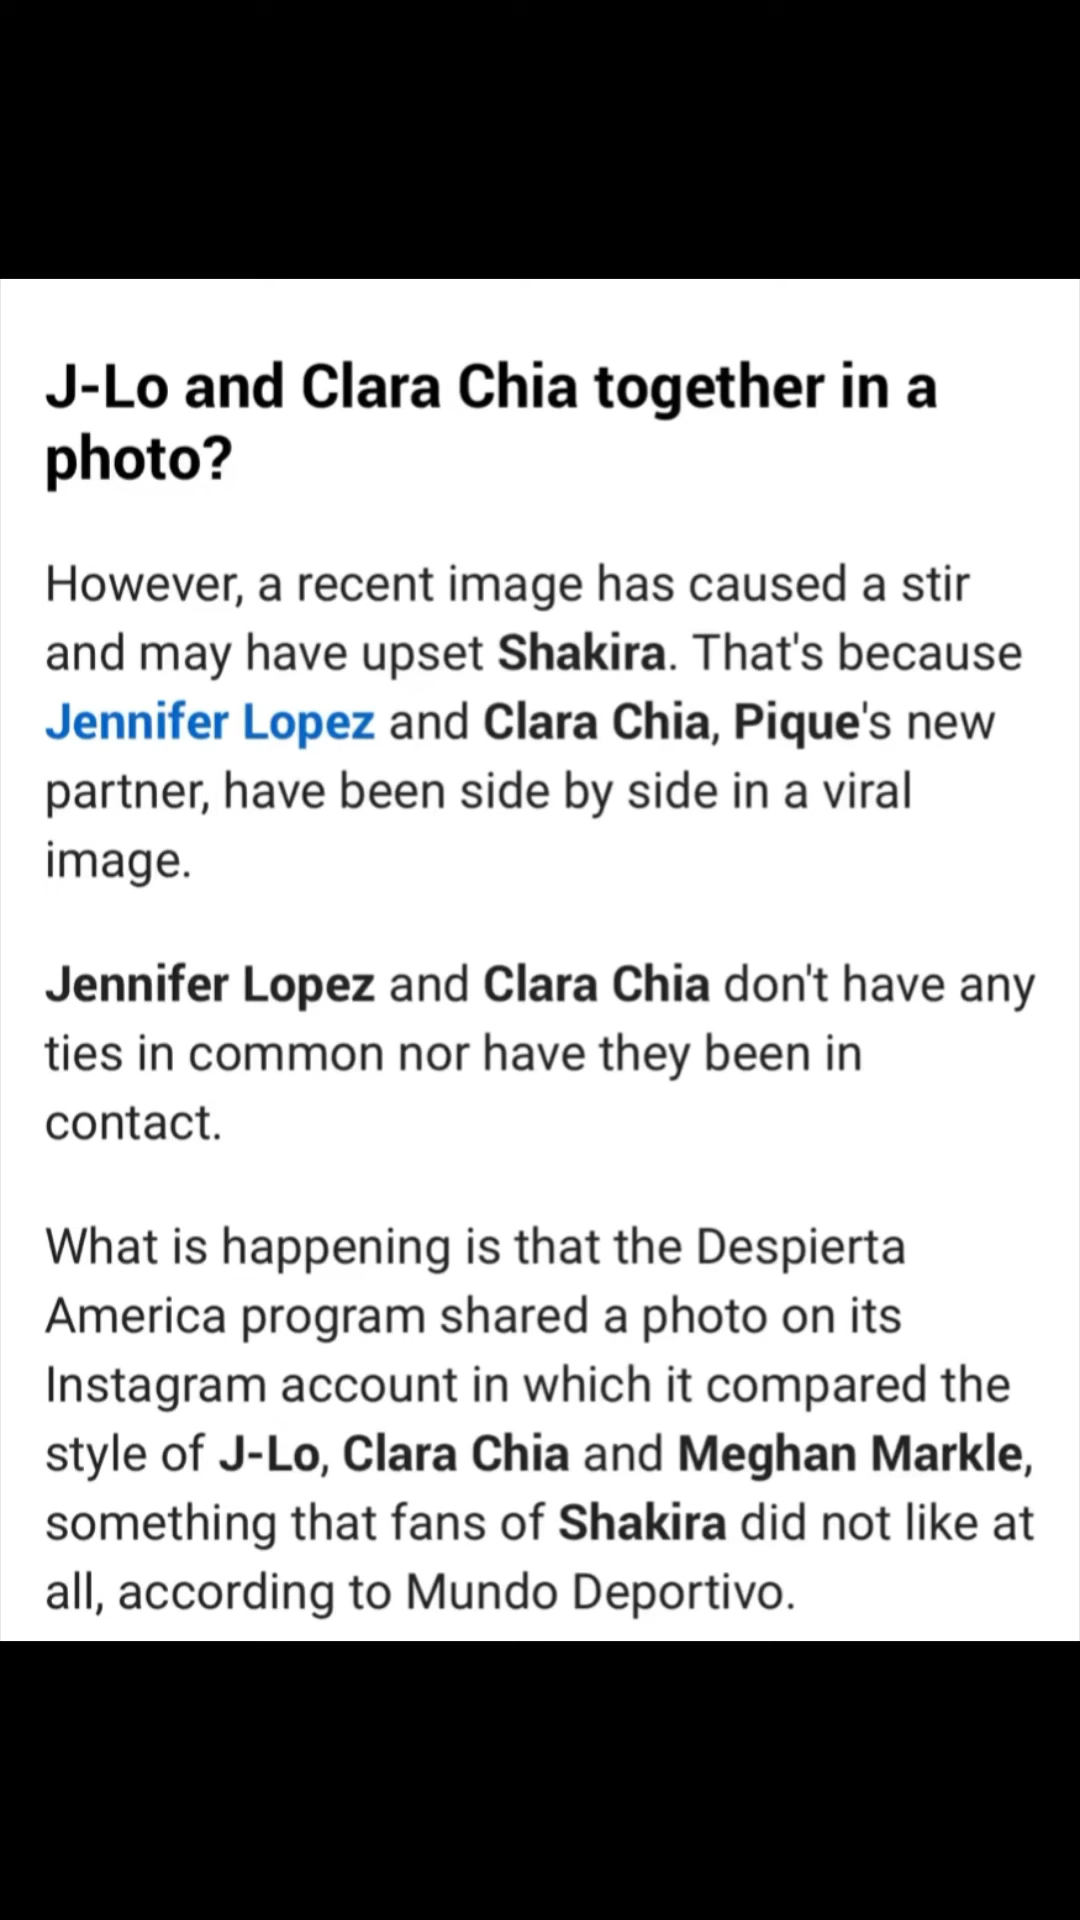 J-Lo and Clara Chia together in a
photo?
However, a recent image has caused a stir
and may have upset Shakira. That's because
Jennifer Lopez and Clara Chia, Pique's new
partner, have been side by side in a viral
image.
Jennifer Lopez and Clara Chia don't have any
ties in common nor have they been in
contact.
What is happening is that the Despierta
America program shared a photo on its
Instagram account in which it compared the
style of J-Lo, Clara Chia and Meghan Markle,
something that fans of Shakira did not like at
all, according to Mundo Deportivo.